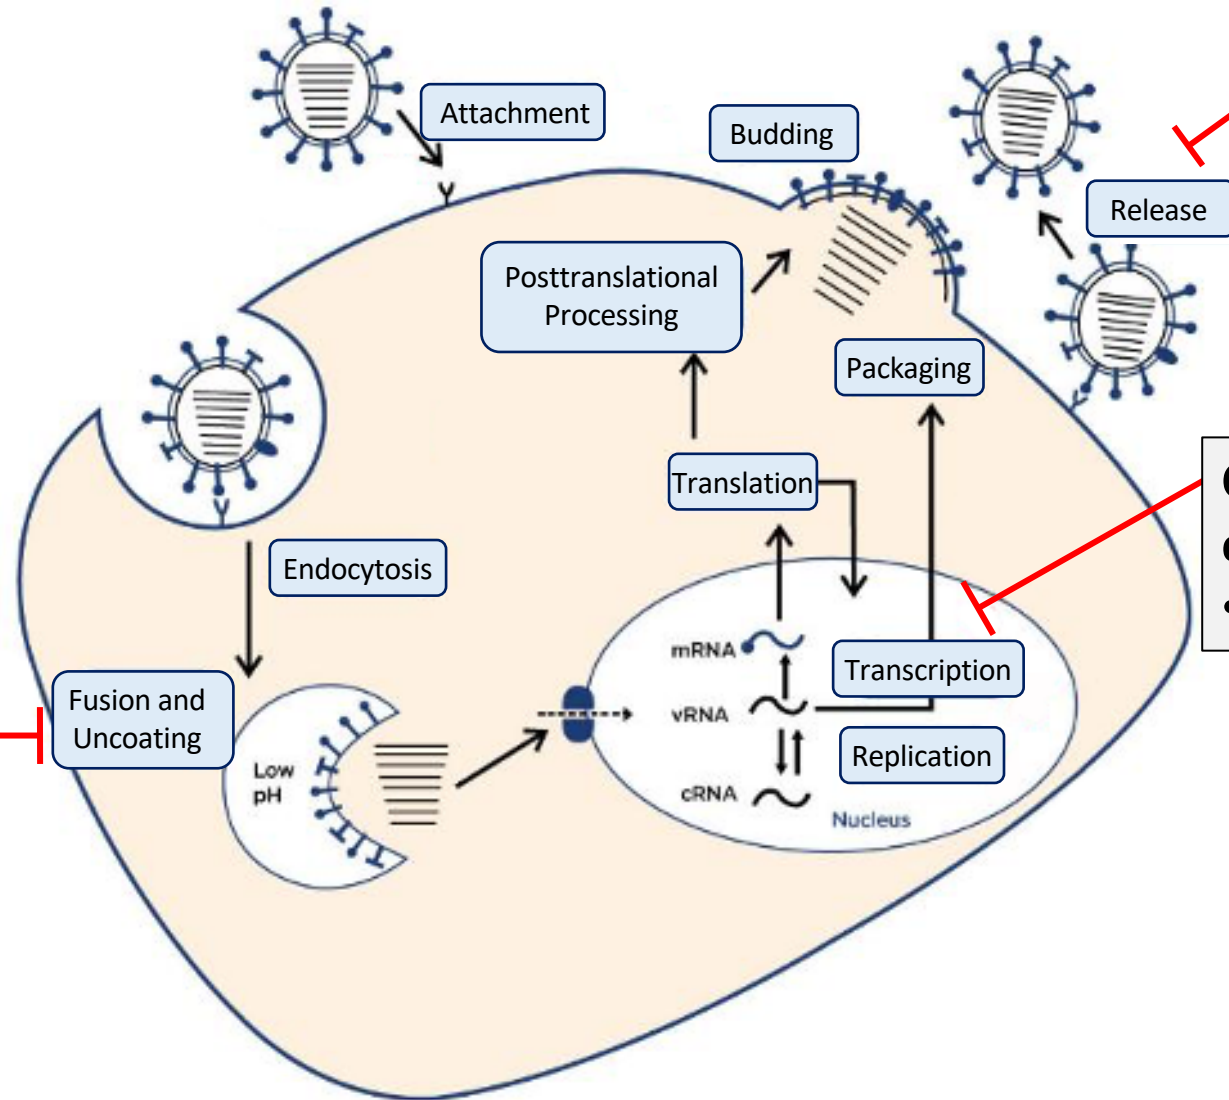 Attachment
Budding
Release
Posttranslational
Processing
Packaging
Translation
Endocytosis
mRNA
Transcription
Fusion and
Uncoating
vRNA
Replication
Low
pH
cRNA
Nucleus